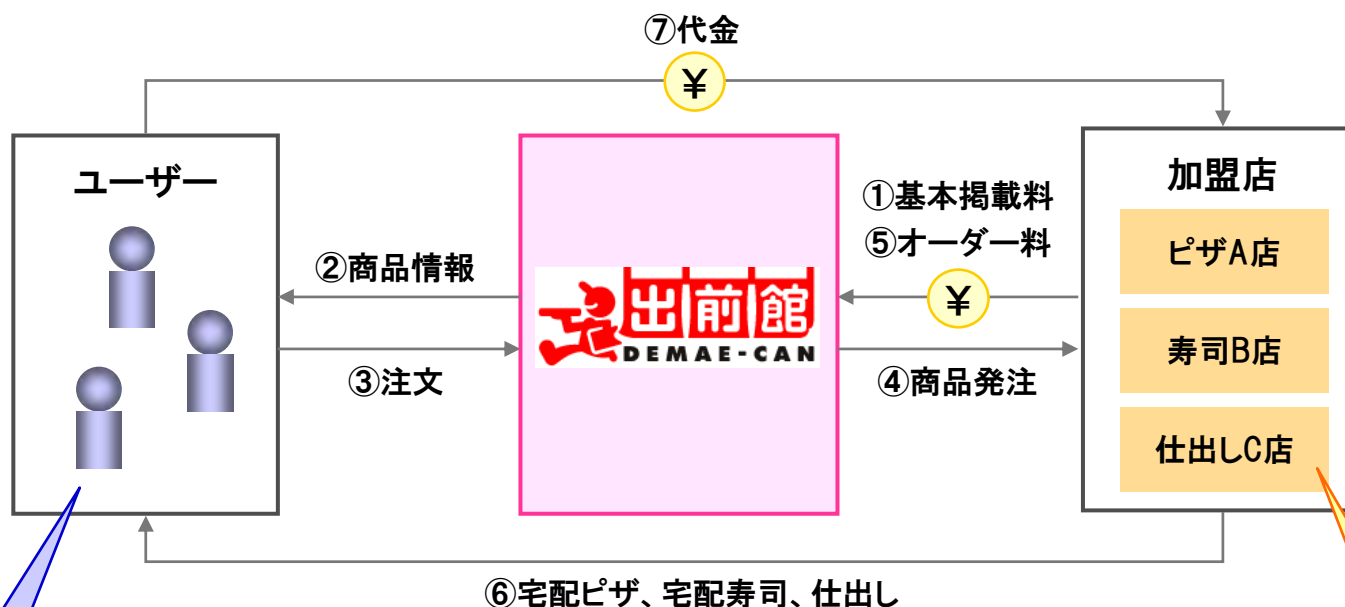 ⑦代金
¥
ユーザー
加盟店
①基本掲載料
⑤オーダー料
¥
ピザA店
②商品情報
出前館
DEMAE-CAN
寿司B店
③注文
④商品発注
仕出しC店
⑥宅配ピザ、宅配寿司、仕出し